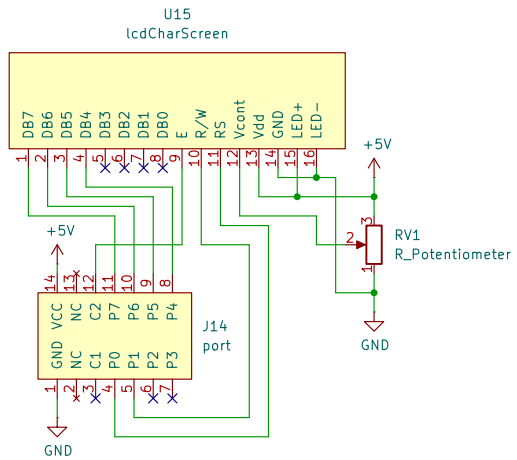 U15
lcdCharScreen
DB7 DB6 DB5 DB4 DB3 DB2 DB1 DB0 E R/W RS Vcont Vdd GND LED+ LED-
1 2 3 4 5 6 7 8 9 10 11 12 13 14 15 16
+5V
3
RV1
2
R_Potentiometer
1
GND
+5V
14 13 12 11 10 9 8
VCC NC C2 P7 P6 P5 P4
J14
port
GND NC C1 P0 P1 P2 P3
1 2 3 4 5 6 7
GND